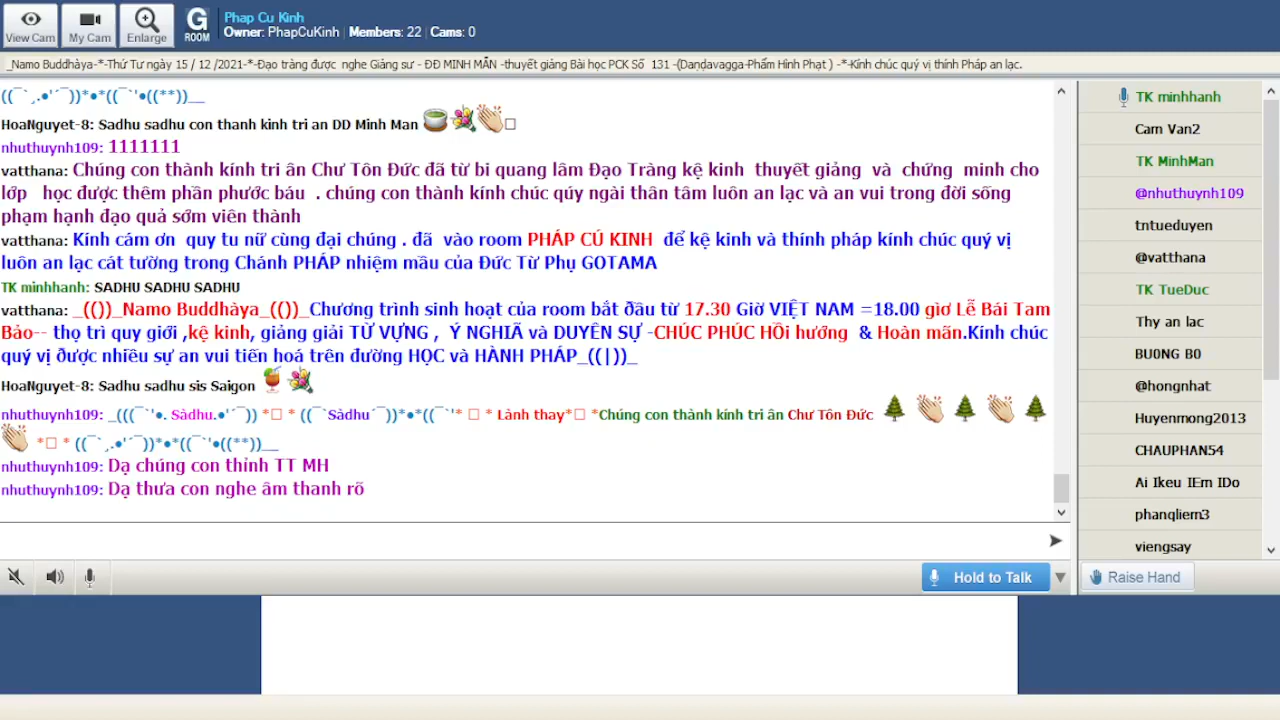 View Cam
My Cam
Enlarge
G ROOM
Phap Cu Kinh
Owner: PhapCuKinh | Members: 22 | Cams: 0
_Namo Buddhàya-*-Thứ Tư ngày 15 / 12 /2021-*-Đạo tràng được nghe Giảng sư - ĐĐ MINH MẪN -thuyết giảng Bài học PCK Số 131 -(Daṇḍavagga-Phẩm Hình Phạt ) -*-Kính chúc quý vị thính Pháp an lạc.
((¯`¸.•'´¯))*•*((¯`'•((**))__
HoaNguyet-8: Sadhu sadhu con thanh kinh tri an DD Minh Man
nhuthuynh109: 1111111
vatthana: Chúng con thành kính tri ân Chư Tôn Đức đã từ bi quang lâm Đạo Tràng kệ kinh thuyết giảng và chứng minh cho
lớp học được thêm phần phước báu . chúng con thành kính chúc qúy ngài thân tâm luôn an lạc và an vui trong đời sống
phạm hạnh đạo quả sớm viên thành
vatthana: Kính cám ơn quy tu nữ cùng đại chúng . đã vào room PHÁP CÚ KINH để kệ kinh và thính pháp kính chúc quý vị
luôn an lạc cát tường trong Chánh PHÁP nhiệm mầu của Đức Từ Phụ GOTAMA
TK minhhanh: SADHU SADHU SADHU
vatthana: _(())_Namo Buddhàya_(())_Chương trình sinh hoạt của room bắt đầu từ 17.30 Giờ VIỆT NAM =18.00 giơ Lễ Bái Tam
Bảo-- thọ trì quy giới ,kệ kinh, giảng giải TỪ VỰNG , Ý NGHIÃ và DUYÊN SỰ -CHÚC PHÚC HỒi hướng & Hoàn mãn.Kính chúc
quý vị được nhiều sự an vui tiến hoá trên đường HỌC và HÀNH PHÁP_((|))_
HoaNguyet-8: Sadhu sadhu sis Saigon
nhuthuynh109: _(((¯`'•. Sàdhu.•'´¯)) *□ * ((¯`Sàdhu´¯))*•*((¯`'* □ * Lành thay*□ *Chúng con thành kính tri ân Chư Tôn Đức
*□ * ((¯`¸.•'´¯))*•*((¯`'•((**))__
nhuthuynh109: Dạ chúng con thỉnh TT MH
nhuthuynh109: Dạ thưa con nghe âm thanh rõ
Hold to Talk
TK minhhanh
Cam Van2
TK MinhMan
@nhuthuynh109
tntueduyen
@vatthana
TK TueDuc
Thy an lac
BU0NG B0
@hongnhat
Huyenmong2013
CHAUPHAN54
Ai Ikeu IEm IDo
phanqliem3
viengsay
Raise Hand